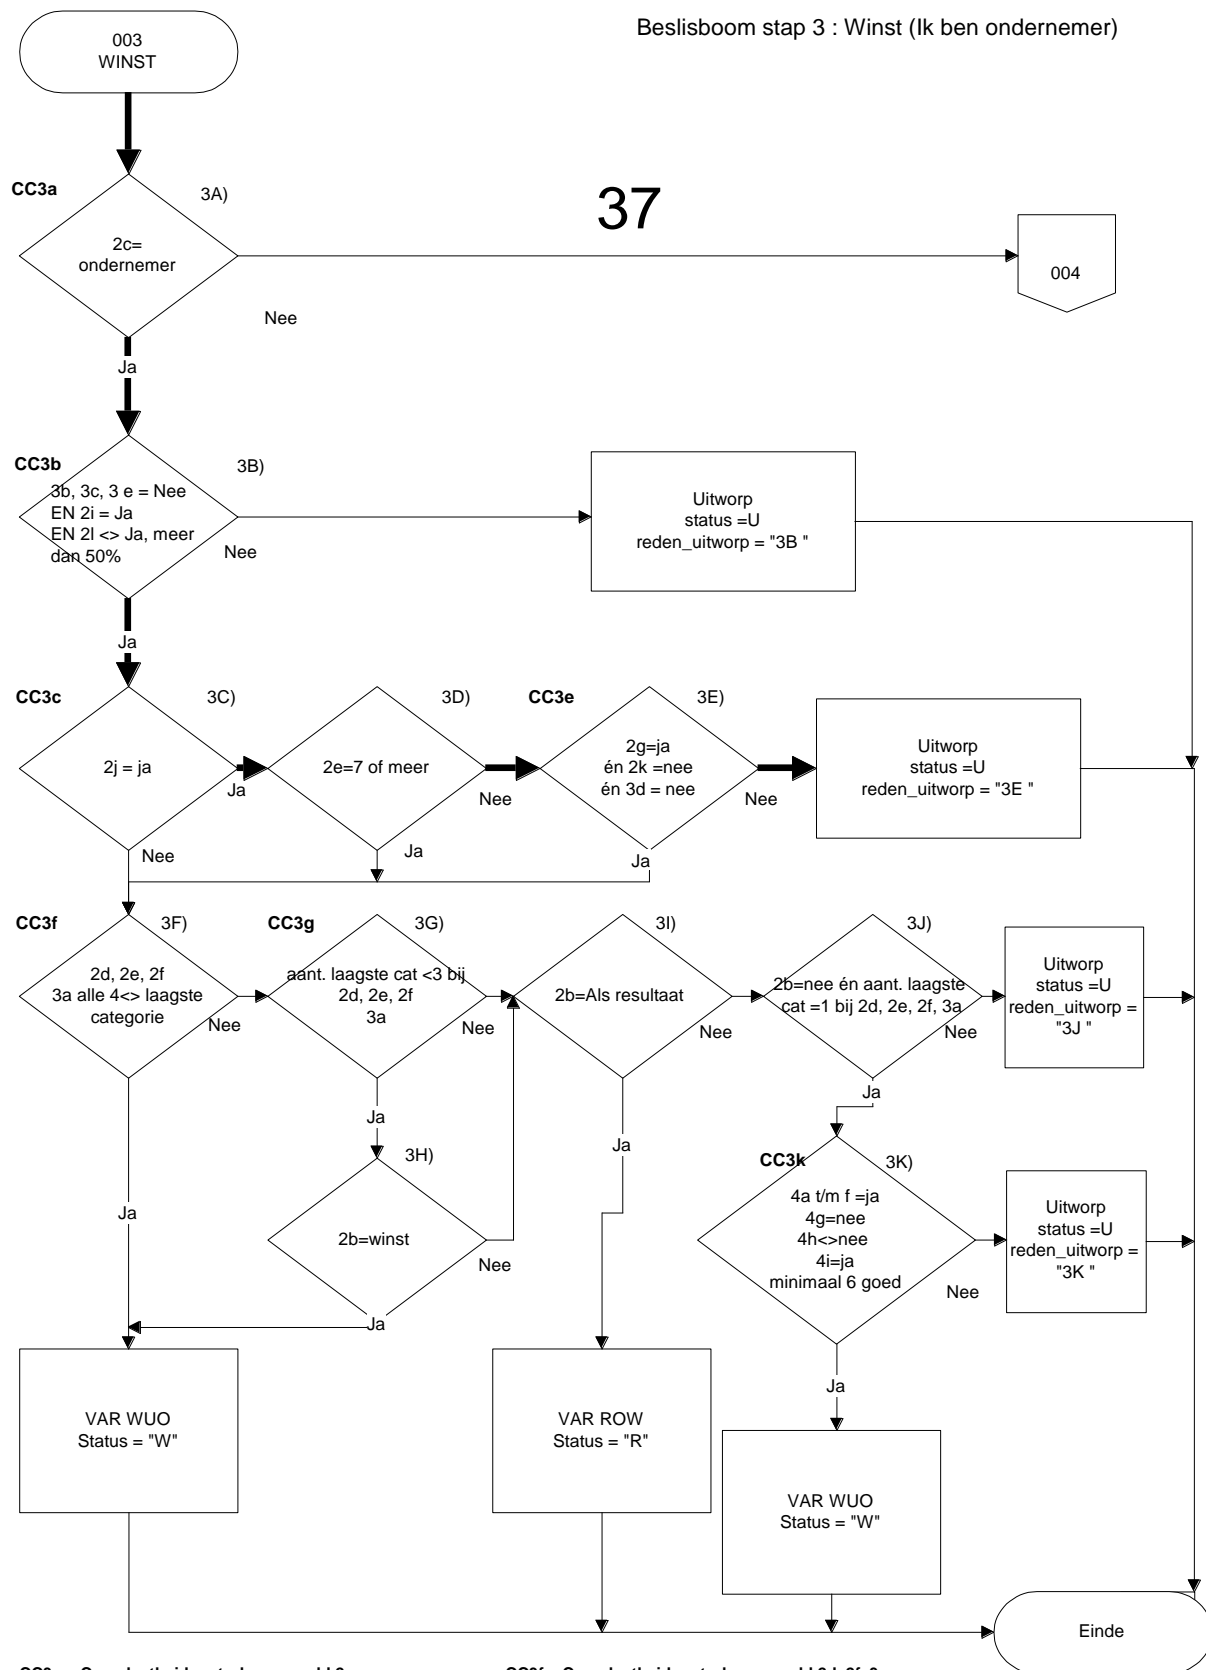 Beslisboom stap 3 : Winst (Ik ben ondernemer)
003
WINST
CC3a
3A)
37
2c=
ondernemer
004
Nee
Ja
CC3b
3B)
3b, 3c, 3 e = Nee
EN 2i = Ja
EN 2l <> Ja, meer
dan 50%
Nee
Uitworp
status =U
reden_uitworp = "3B "
Ja
CC3c
3C)
2j = ja
Ja
Nee
3D)
2e=7 of meer
Nee
Ja
CC3e
3E)
2g=ja
én 2k =nee
én 3d = nee
Nee
Ja
Uitworp
status =U
reden_uitworp = "3E "
CC3f
3F)
2d, 2e, 2f
3a alle 4<> laagste
categorie
Nee
Ja
CC3g
3G)
aant. laagste cat <3 bij
2d, 2e, 2f
3a
Nee
Ja
3I)
2b=Als resultaat
Nee
Ja
3J)
2b=nee én aant. laagste
cat =1 bij 2d, 2e, 2f, 3a
Nee
Ja
Uitworp
status =U
reden_uitworp =
"3J "
3H)
2b=winst
Nee
Ja
CC3k
3K)
4a t/m f =ja
4g=nee
4h<>nee
4i=ja
minimaal 6 goed
Nee
Ja
Uitworp
status =U
reden_uitworp =
"3K "
VAR WUO
Status = "W"
VAR ROW
Status = "R"
VAR WUO
Status = "W"
Einde